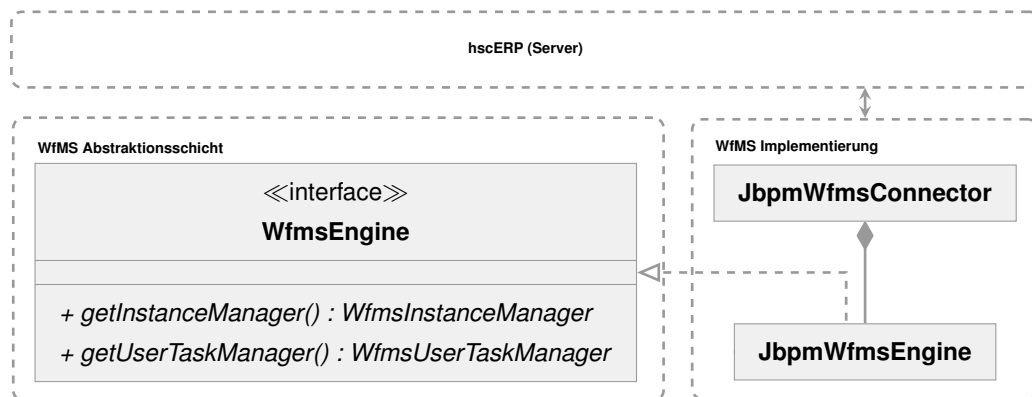 hscERP (Server)
WfMS Abstraktionsschicht
≪interface≫
WfmsEngine
+ getInstanceManager() : WfmsInstanceManager
+ getUserTaskManager() : WfmsUserTaskManager
WfMS Implementierung
JbpmWfmsConnector
JbpmWfmsEngine